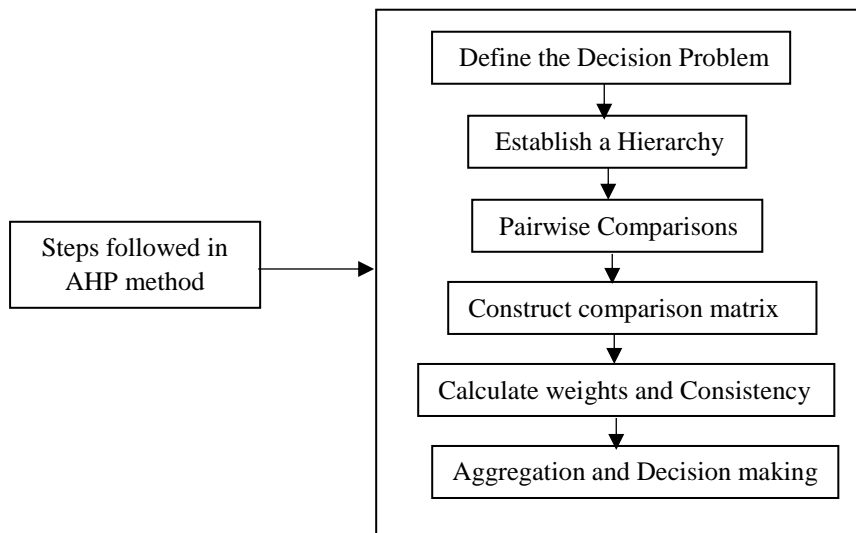 Steps followed in
AHP method
Define the Decision Problem
Establish a Hierarchy
Pairwise Comparisons
Construct comparison matrix
Calculate weights and Consistency
Aggregation and Decision making